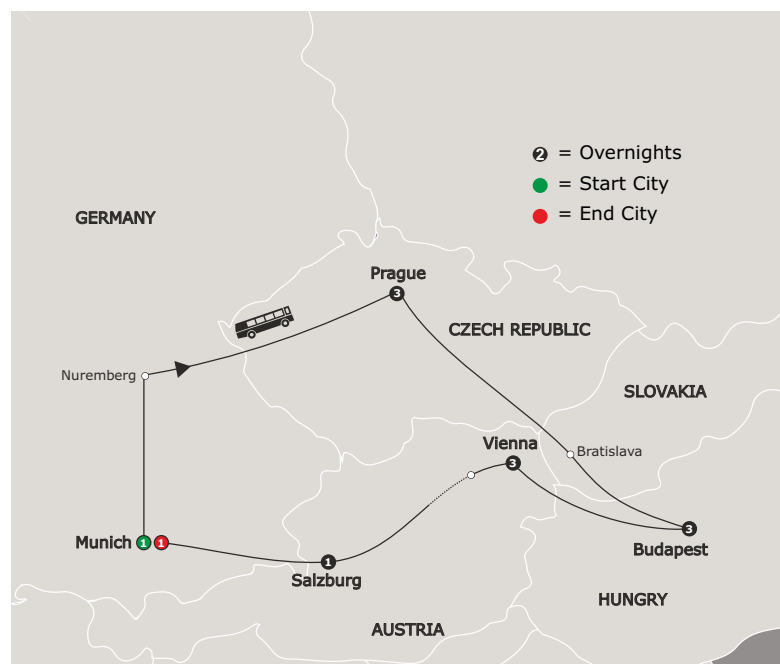 2 = Overnights
= Start City
= End City
GERMANY
Prague
3
CZECH REPUBLIC
Nuremberg
SLOVAKIA
Vienna
3
Bratislava
Munich 1 1
3
Budapest
1
Salzburg
HUNGRY
AUSTRIA